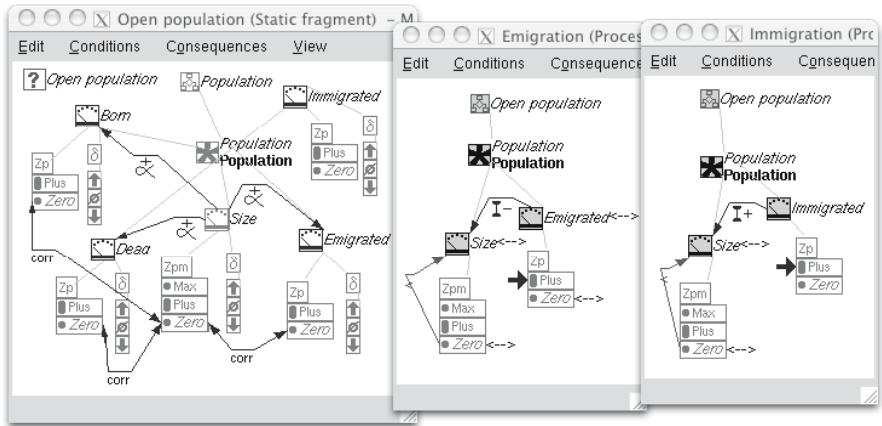 Open population (Static fragment) – M
Edit Conditions Consequences View
? Open population
Population
Immigrated
Born
δ
Population
Population
Zp
Plus
Zero
δ
Zp
Plus
Zero
+
∝
+
∝
+
∝
Size
Dead
Emigrated
corr
δ
Zp
Plus
Zero
Zpm
Max
Plus
Zero
δ
Zp
Plus
Zero
δ
corr
corr
Emigration (Proces
Edit Conditions Consequence
Open population
Population
Population
I−
Emigrated<-->
Size<-->
Zp
Plus
Zero<-->
Zpm
Max
Plus
Zero<-->
Immigration (Prc
Edit Conditions Consequen
Open population
Population
Population
I+
Immigrated
Size<-->
Zp
Plus
Zero
Zpm
Max
Plus
Zero<-->